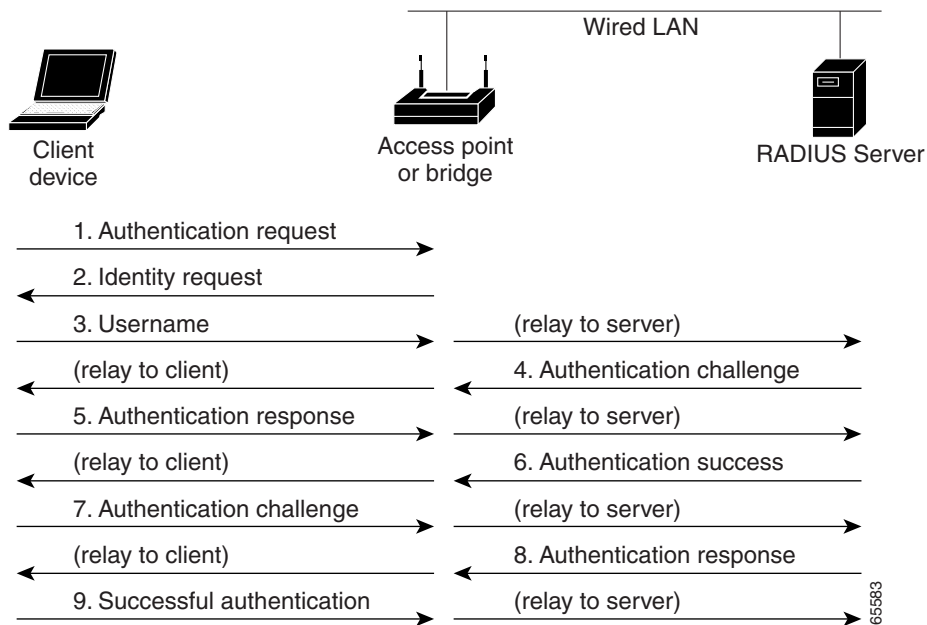 Wired LAN
Client
device
Access point
or bridge
RADIUS Server
1. Authentication request
2. Identity request
3. Username
(relay to server)
(relay to client)
4. Authentication challenge
5. Authentication response
(relay to server)
(relay to client)
6. Authentication success
7. Authentication challenge
(relay to server)
(relay to client)
8. Authentication response
9. Successful authentication
(relay to server)
65583